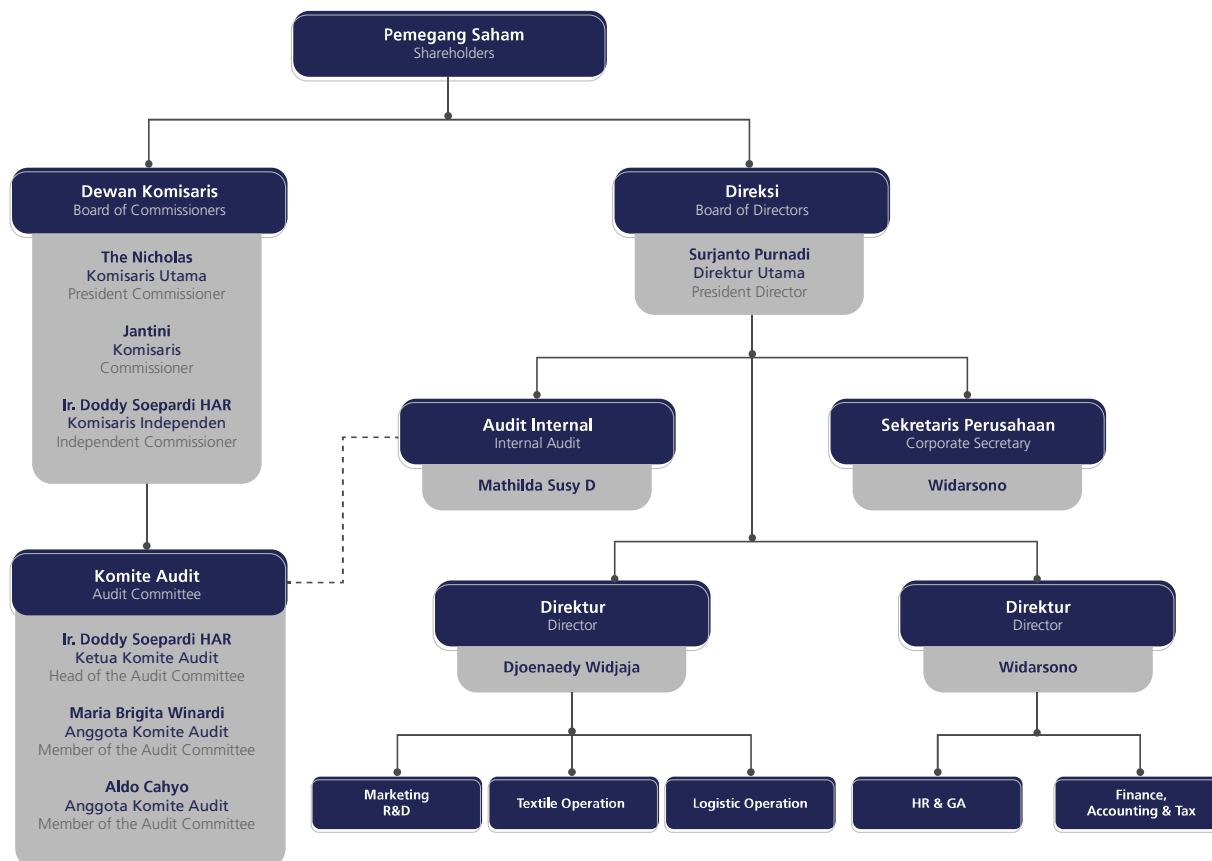 Pemegang Saham
Shareholders
Dewan Komisaris
Board of Commissioners
The Nicholas
Komisaris Utama
President Commissioner
Jantini
Komisaris
Commissioner
Ir. Doddy Soepardi HAR
Komisaris Independen
Independent Commissioner
Direksi
Board of Directors
Surjanto Purnadi
Direktur Utama
President Director
Audit Internal
Internal Audit
Mathilda Susy D
Sekretaris Perusahaan
Corporate Secretary
Widarsono
Komite Audit
Audit Committee
Ir. Doddy Soepardi HAR
Ketua Komite Audit
Head of the Audit Committee
Maria Brigita Winardi
Anggota Komite Audit
Member of the Audit Committee
Aldo Cahyo
Anggota Komite Audit
Member of the Audit Committee
Direktur
Director
Djoenaedy Widjaja
Direktur
Director
Widarsono
Marketing
R&D
Textile Operation
Logistic Operation
HR & GA
Finance,
Accounting & Tax